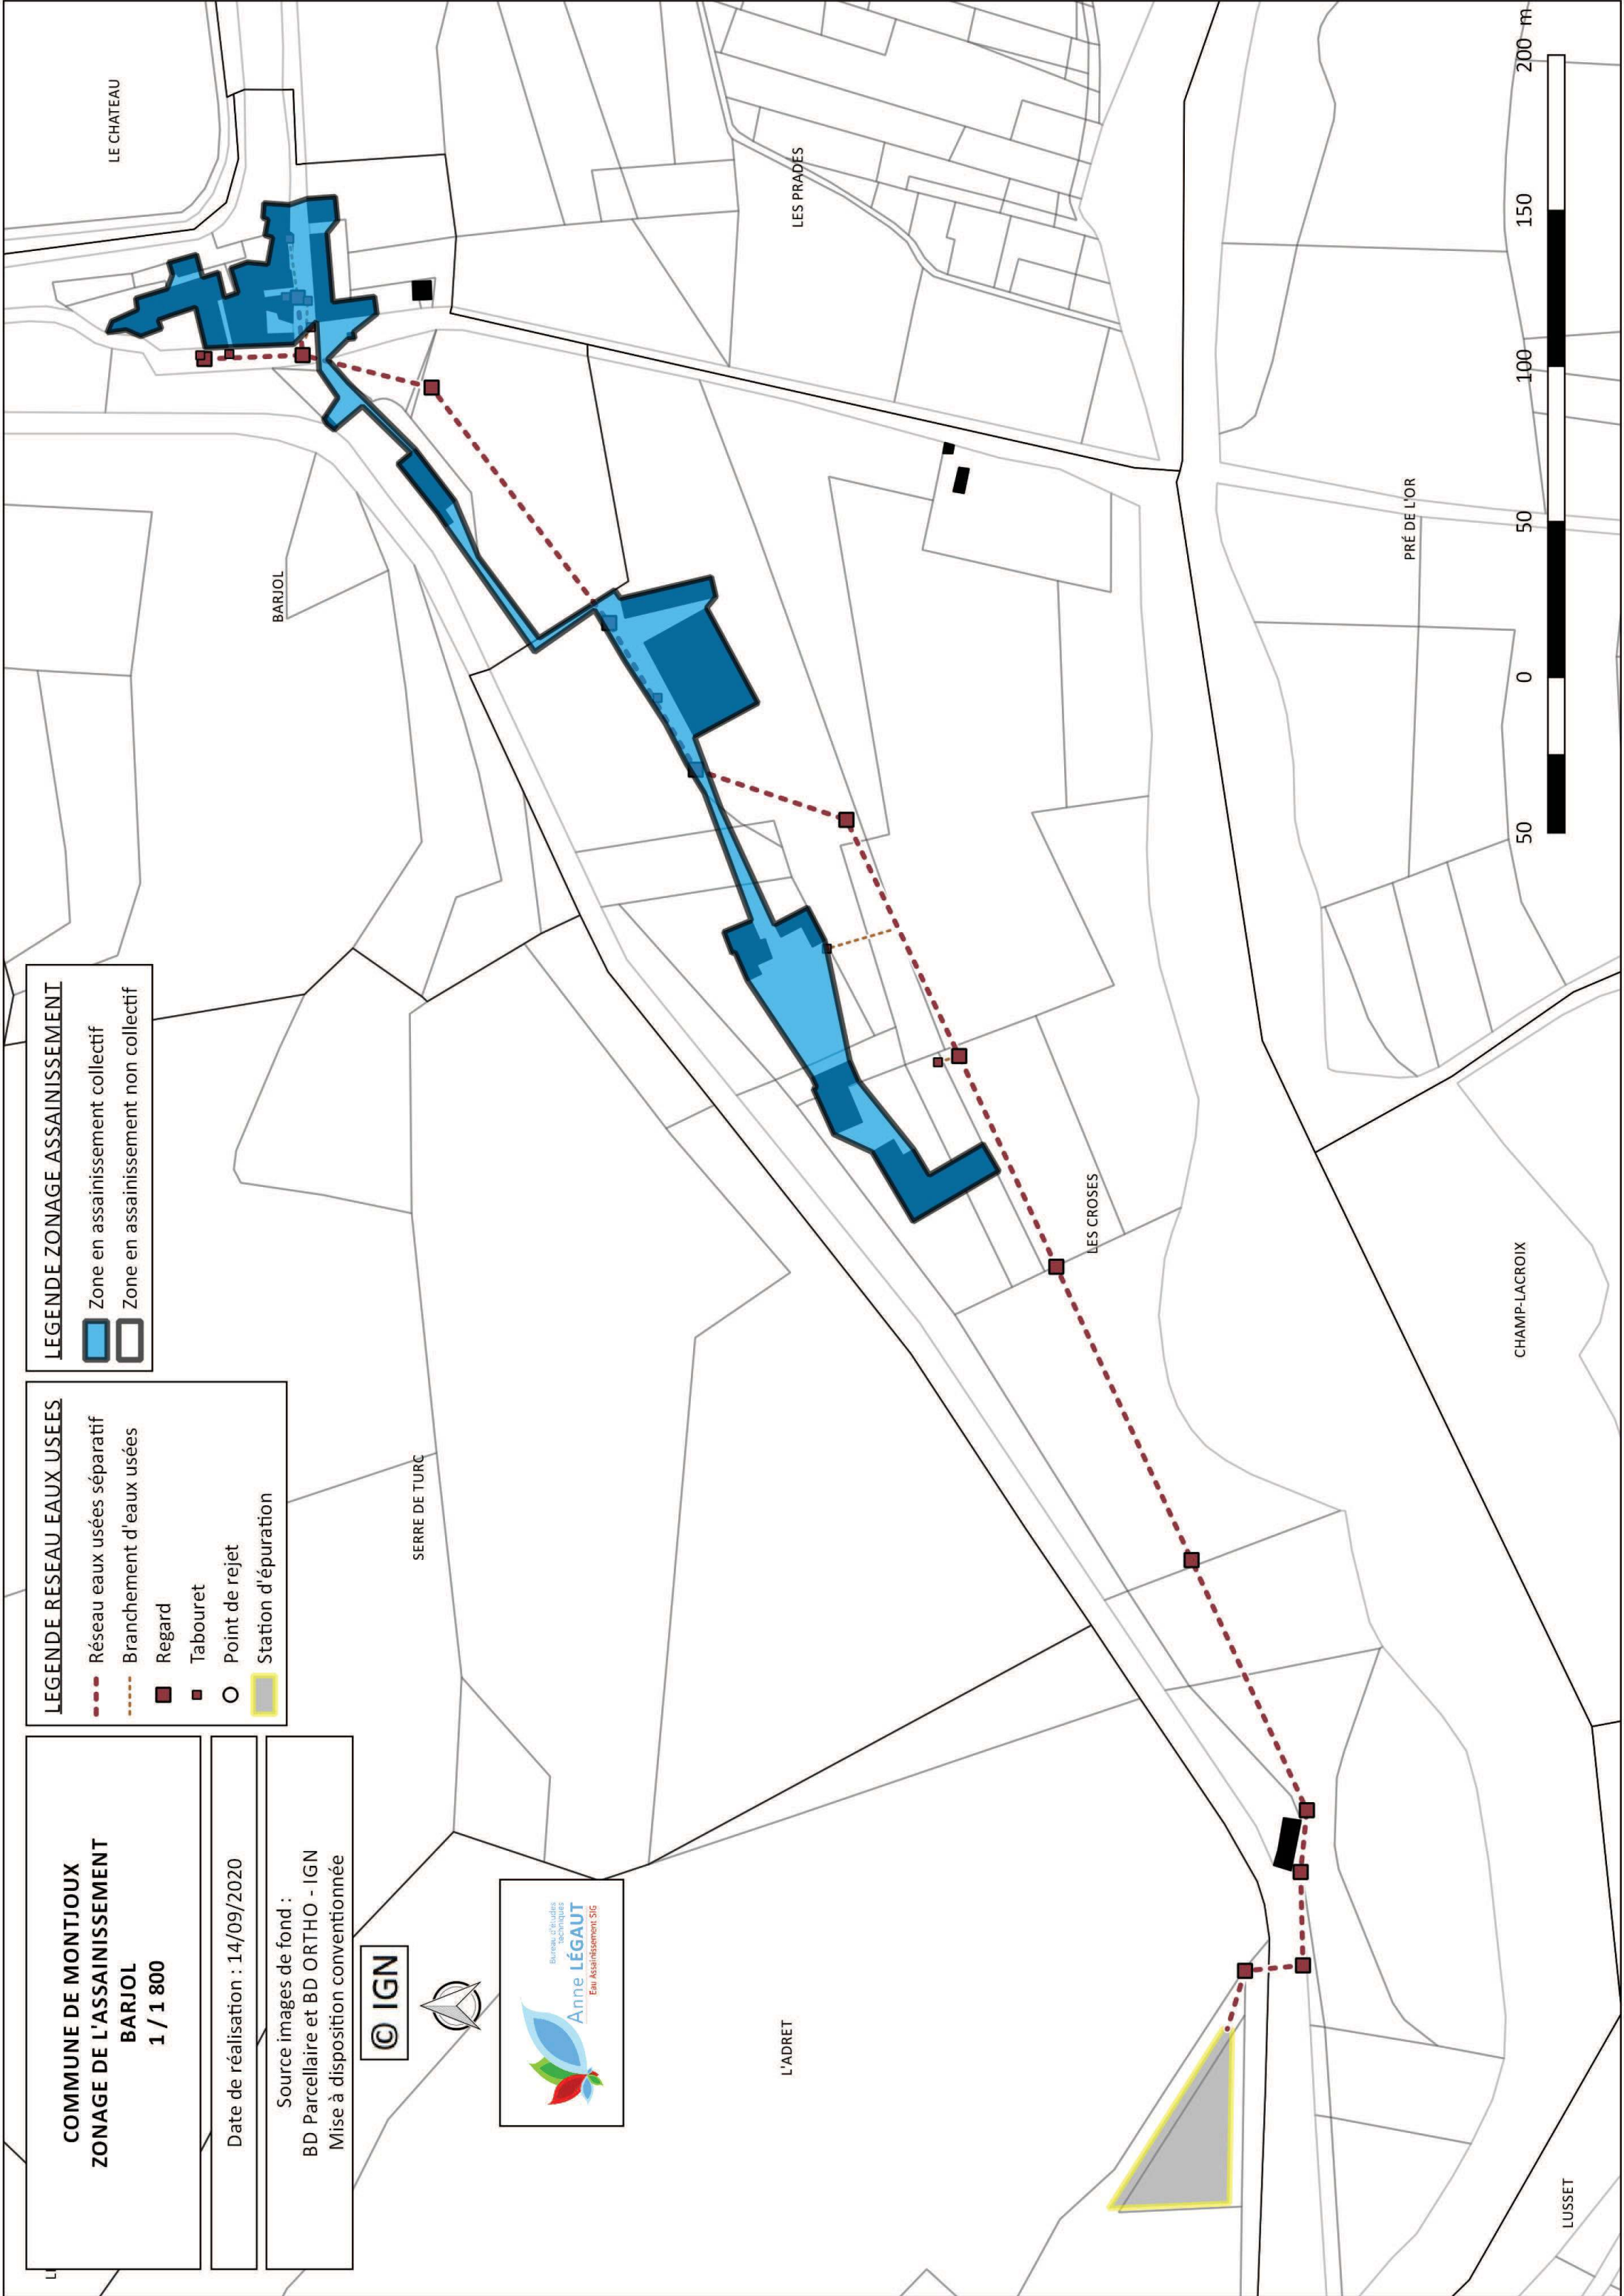 COMMUNE DE MONTJOUX
ZONAGE DE L'ASSAINISSEMENT
BARJOL
1 / 1 800
Date de réalisation : 14/09/2020
Source images de fond :
BD Parcellaire et BD ORTHO - IGN
Mise à disposition conventionnée
© IGN
Bureau d'études
techniques
Anne LÉGAUT
Eau Assainissement SIG
LEGENDE RESEAU EAUX USEES
Réseau eaux usées séparatif
Branchement d'eaux usées
Regard
Tabouret
Point de rejet
Station d'épuration
LEGENDE ZONAGE ASSAINISSEMENT
Zone en assainissement collectif
Zone en assainissement non collectif
LE CHATEAU
BARJOL
LES PRADES
SERRE DE TURC
PRÉ DE L'OR
LES CROSES
CHAMP-LACROIX
L'ADRET
LUSSET
50 0 50 100 150 200 m